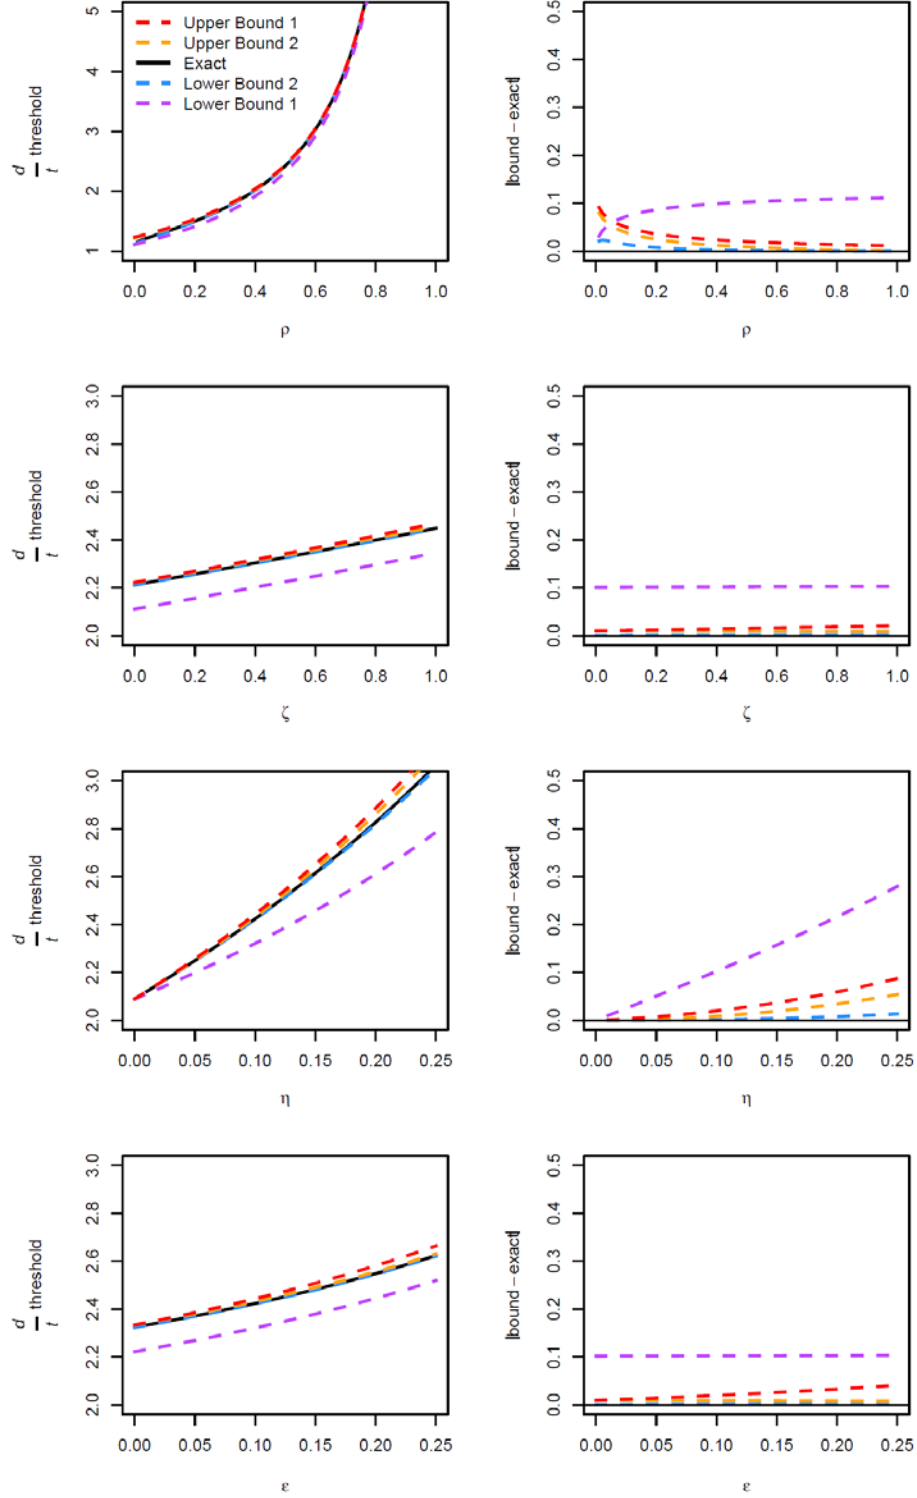 Upper Bound 1
Upper Bound 2
Exact
Lower Bound 2
Lower Bound 1
d/t threshold
5
4
3
2
1
0.0 0.2 0.4 0.6 0.8 1.0
ρ
|bound – exact|
0.5
0.4
0.3
0.2
0.1
0.0
0.0 0.2 0.4 0.6 0.8 1.0
ρ
d/t threshold
3.0
2.8
2.6
2.4
2.2
2.0
0.0 0.2 0.4 0.6 0.8 1.0
ζ
|bound – exact|
0.5
0.4
0.3
0.2
0.1
0.0
0.0 0.2 0.4 0.6 0.8 1.0
ζ
d/t threshold
3.0
2.8
2.6
2.4
2.2
2.0
0.00 0.05 0.10 0.15 0.20 0.25
η
|bound – exact|
0.5
0.4
0.3
0.2
0.1
0.0
0.00 0.05 0.10 0.15 0.20 0.25
η
d/t threshold
3.0
2.8
2.6
2.4
2.2
2.0
0.00 0.05 0.10 0.15 0.20 0.25
ε
|bound – exact|
0.5
0.4
0.3
0.2
0.1
0.0
0.00 0.05 0.10 0.15 0.20 0.25
ε